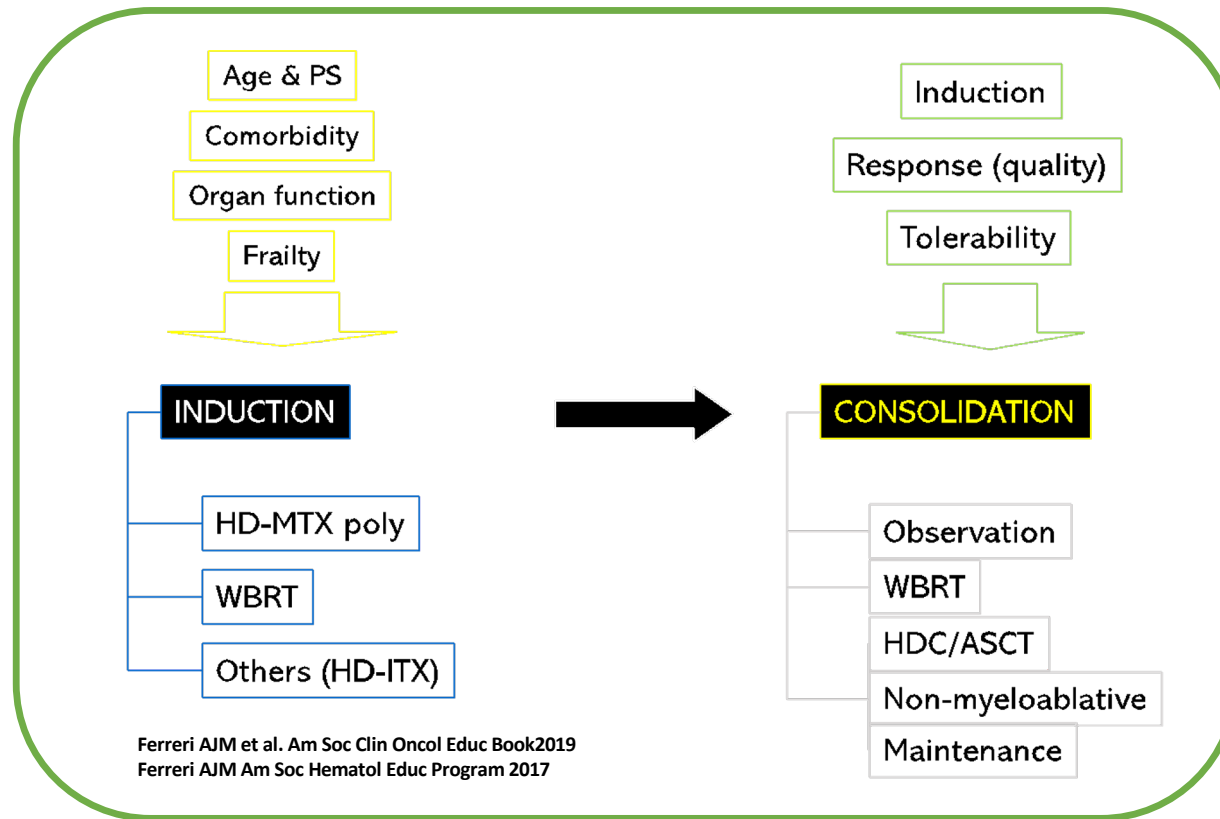 Age & PS
Comorbidity
Organ function
Frailty
INDUCTION
HD-MTX poly
WBRT
Others (HD-ITX)
Induction
Response (quality)
Tolerability
CONSOLIDATION
Observation
WBRT
HDC/ASCT
Non-myeloablative
Maintenance
Ferreri AJM et al. Am Soc Clin Oncol Educ Book2019
Ferreri AJM Am Soc Hematol Educ Program 2017